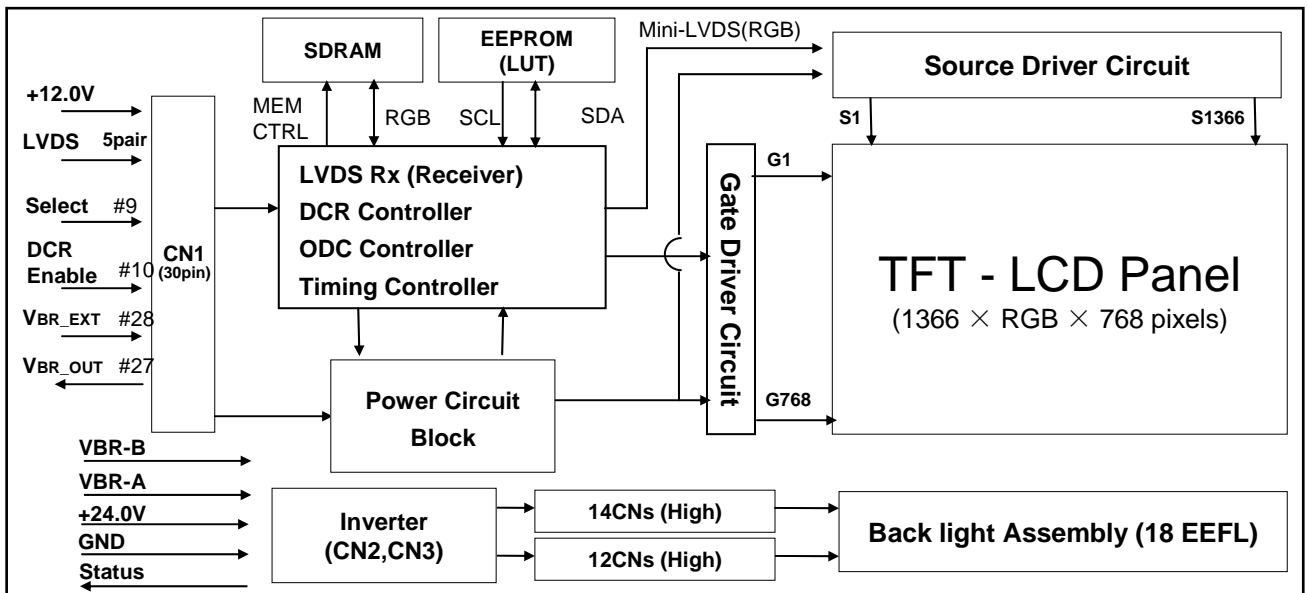 SDRAM
EEPROM
(LUT)
Mini-LVDS(RGB)
Source Driver Circuit
+12.0V
LVDS 5pair
Select #9
DCR
Enable #10
VBR_EXT #28
VBR_OUT #27
CN1
(30pin)
MEM
CTRL
RGB
SCL
SDA
S1
S1366
LVDS Rx (Receiver)
DCR Controller
ODC Controller
Timing Controller
Gate Driver Circuit
G1
G768
TFT - LCD Panel
(1366 × RGB × 768 pixels)
Power Circuit
Block
VBR-B
VBR-A
+24.0V
GND
Status
Inverter
(CN2,CN3)
14CNs (High)
12CNs (High)
Back light Assembly (18 EEFL)